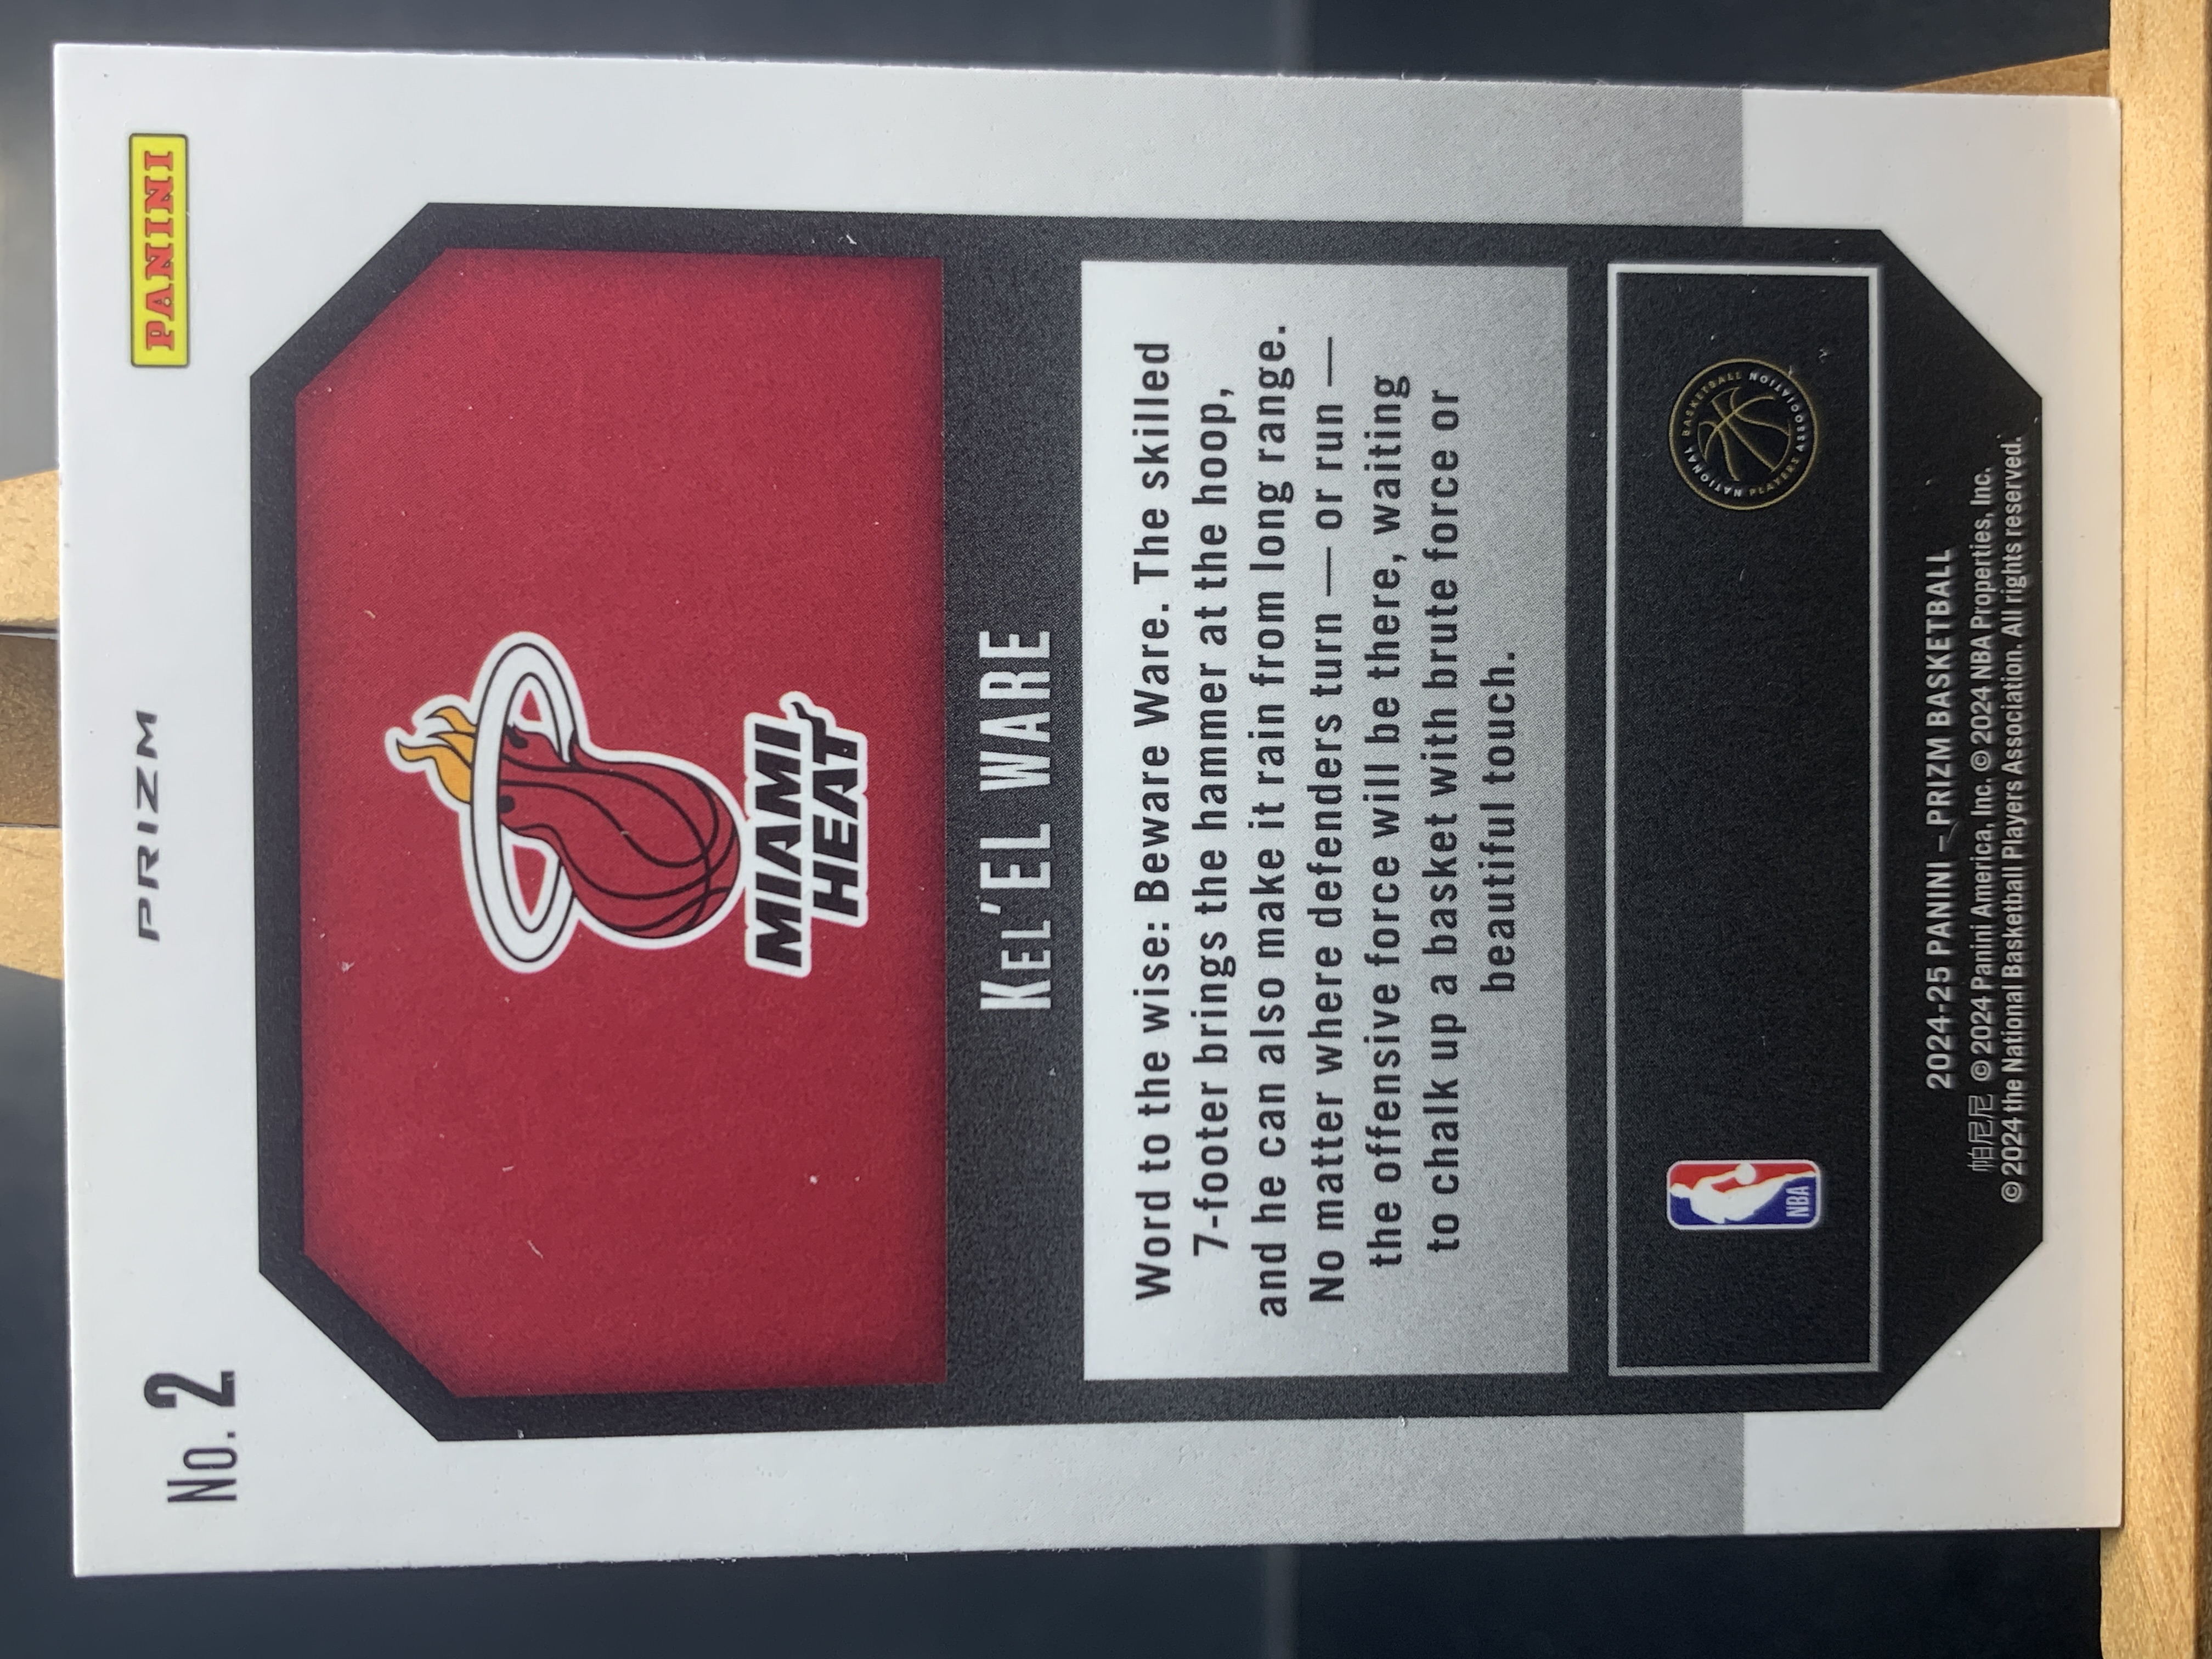 No. 2 PRIZM PANINI
MIAMI
HEAT
KEL'EL WARE
Word to the wise: Beware Ware. The skilled
7-footer brings the hammer at the hoop,
and he can also make it rain from long range.
No matter where defenders turn — or run —
the offensive force will be there, waiting
to chalk up a basket with brute force or
beautiful touch.
NBA
NATIONAL BASKETBALL PLAYERS ASSOCIATION
2024-25 PANINI – PRIZM BASKETBALL
帕尼尼 © 2024 Panini America, Inc. © 2024 NBA Properties, Inc.
© 2024 the National Basketball Players Association. All rights reserved.